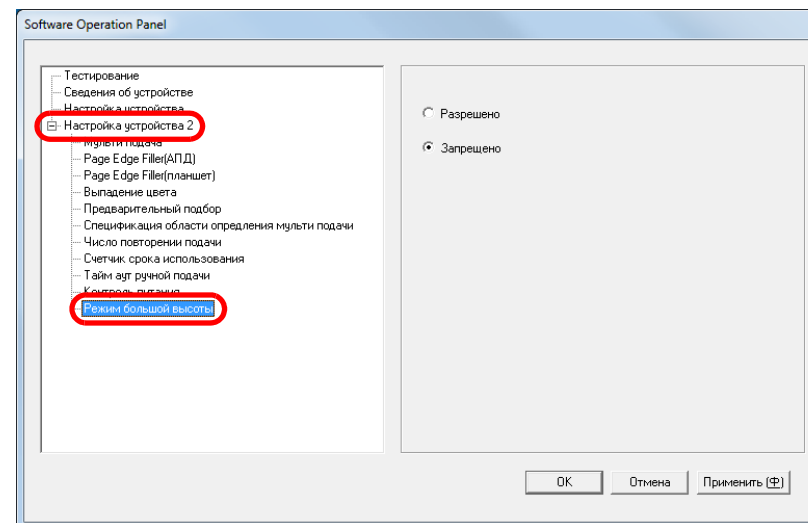 Software Operation Panel
Тестирование
Сведения об устройстве
Настройка устройства
Настройка устройства 2
Мульти подача
Page Edge Filler(АПД)
Page Edge Filler(планшет)
Выпадение цвета
Предварительный подбор
Спецификация области опредления мульти подачи
Число повторении подачи
Счетчик срока использования
Тайм аут ручной подачи
Контроль питания
Режим большой высоты
Разрешено
Запрещено
OK
Отмена
Применить (Ф)